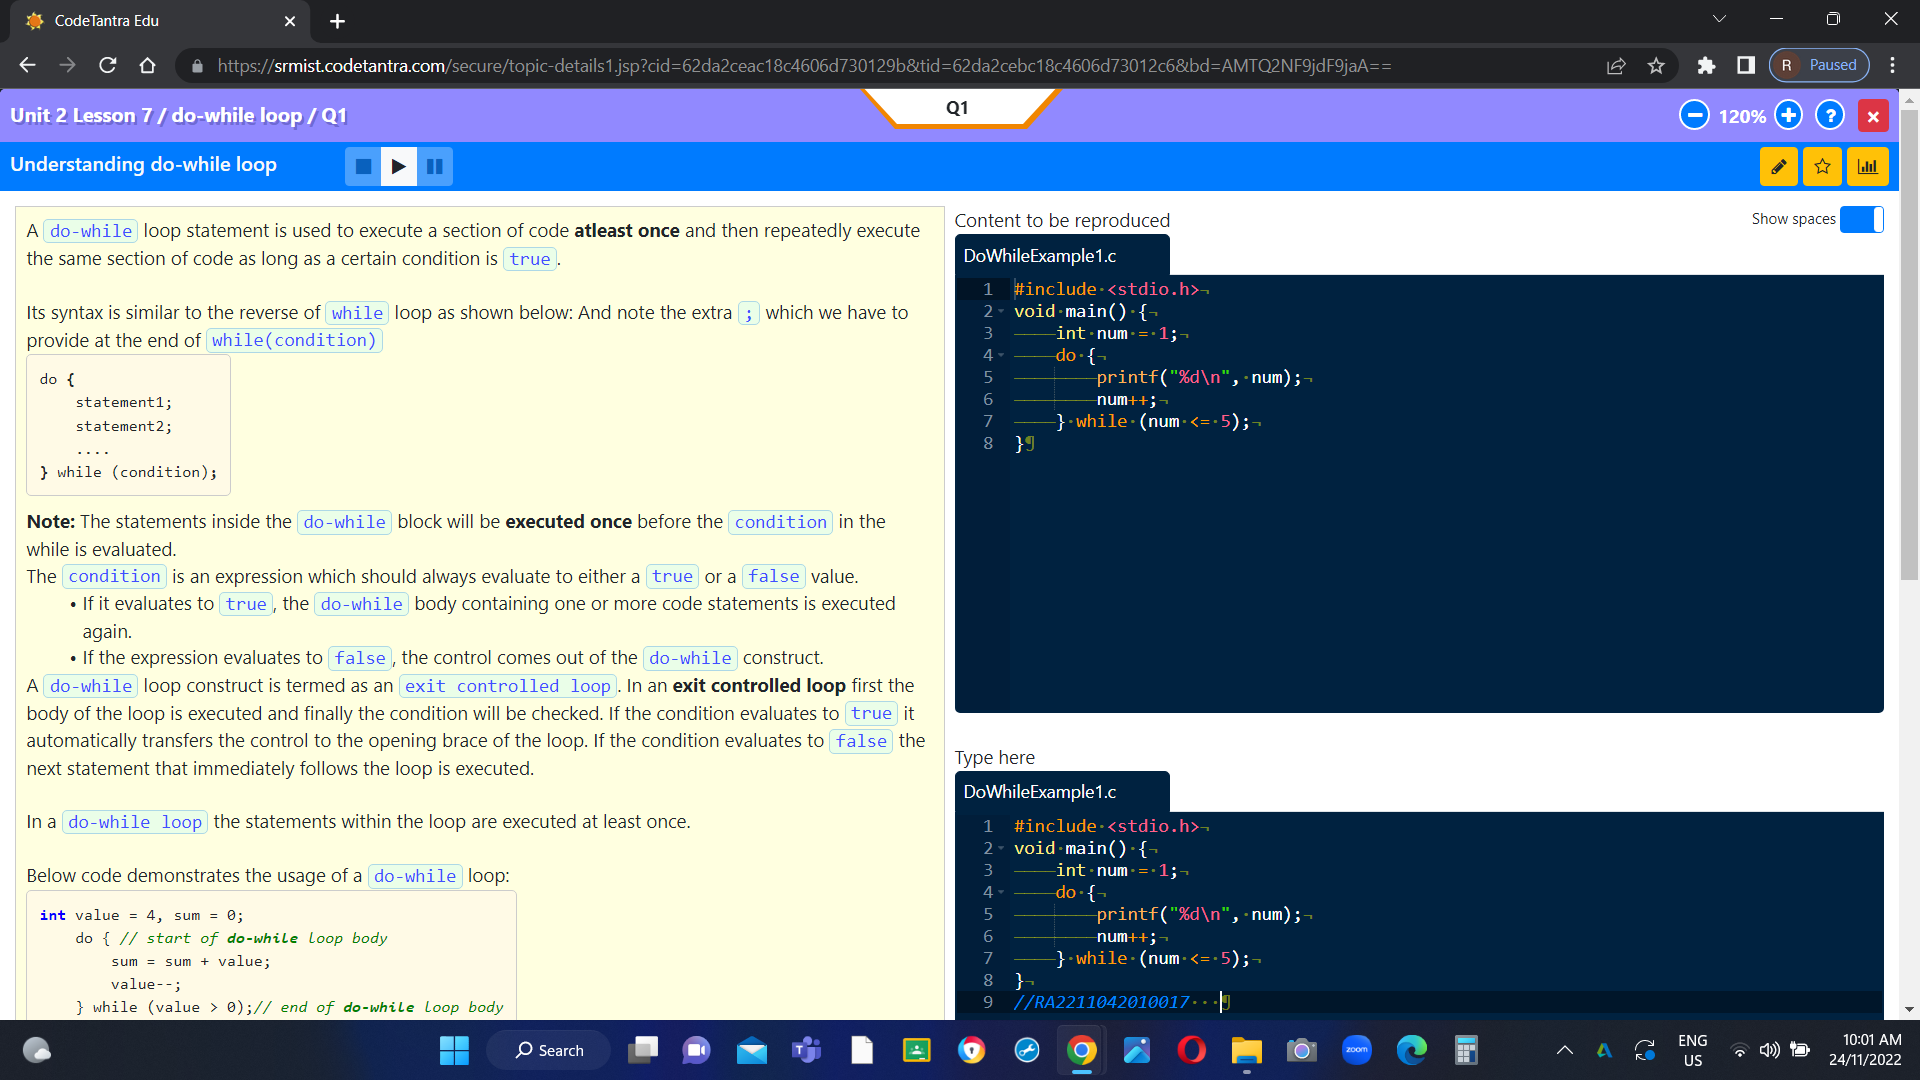 CodeTantra Edu
https://srmist.codetantra.com/secure/topic-details1.jsp?cid=62da2ceac18c4606d730129b&tid=62da2cebc18c4606d73012c6&bd=AMTQ2NF9jdF9jaA==
R Paused
Unit 2 Lesson 7 / do-while loop / Q1
Q1
120%
Understanding do-while loop
A do-while loop statement is used to execute a section of code atleast once and then repeatedly execute
the same section of code as long as a certain condition is true.
Its syntax is similar to the reverse of while loop as shown below: And note the extra ; which we have to
provide at the end of while(condition)
do {
statement1;
statement2;
....
} while (condition);
Note: The statements inside the do-while block will be executed once before the condition in the
while is evaluated.
The condition is an expression which should always evaluate to either a true or a false value.
• If it evaluates to true, the do-while body containing one or more code statements is executed
again.
• If the expression evaluates to false, the control comes out of the do-while construct.
A do-while loop construct is termed as an exit controlled loop. In an exit controlled loop first the
body of the loop is executed and finally the condition will be checked. If the condition evaluates to true it
automatically transfers the control to the opening brace of the loop. If the condition evaluates to false the
next statement that immediately follows the loop is executed.
In a do-while loop the statements within the loop are executed at least once.
Below code demonstrates the usage of a do-while loop:
int value = 4, sum = 0;
do { // start of do-while loop body
sum = sum + value;
value--;
} while (value > 0);// end of do-while loop body
Content to be reproduced
Show spaces
DoWhileExample1.c
1 #include·<stdio.h>¬
2 void·main()·{¬
3 ————int·num·=·1;¬
4 ————do·{¬
5 ————————printf("%d\n",·num);¬
6 ————————num++;¬
7 ————}·while·(num·<=·5);¬
8 }¶
Type here
DoWhileExample1.c
1 #include·<stdio.h>¬
2 void·main()·{¬
3 ————int·num·=·1;¬
4 ————do·{¬
5 ————————printf("%d\n",·num);¬
6 ————————num++;¬
7 ————}·while·(num·<=·5);¬
8 }¬
9 //RA2211042010017···¶
Search
zoom
ENG
US
10:01 AM
24/11/2022